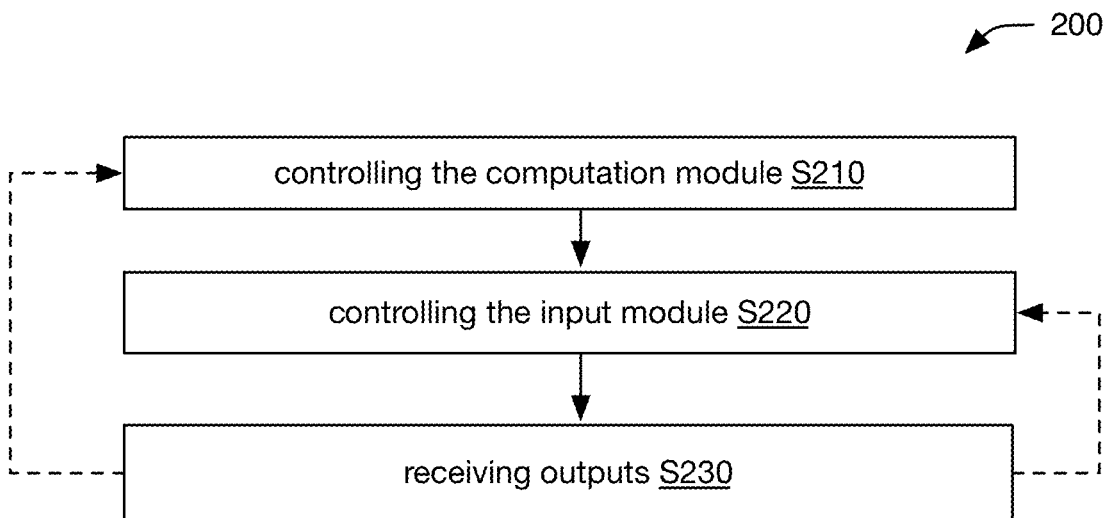 200
controlling the computation module S210
controlling the input module S220
receiving outputs S230